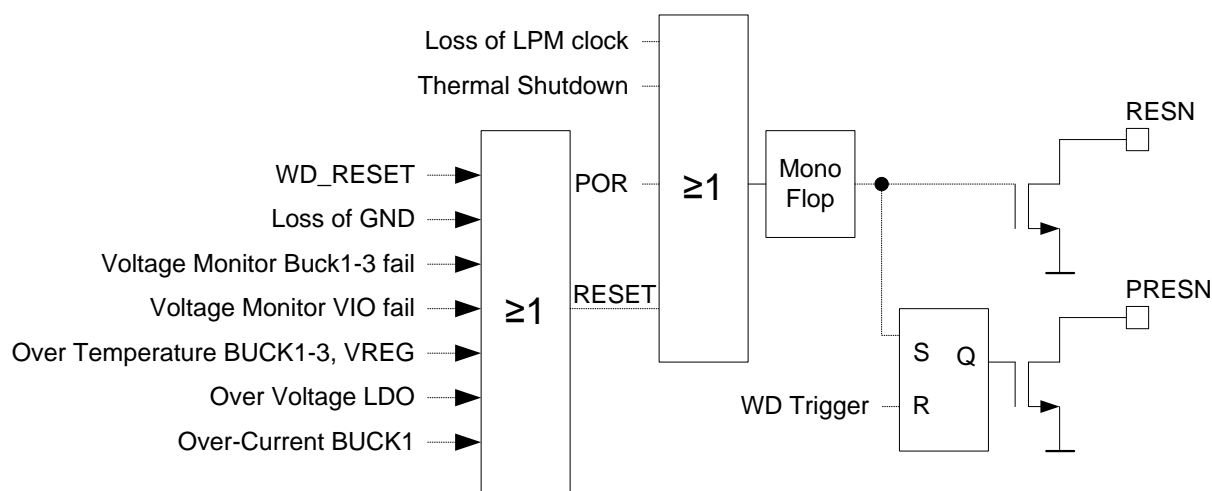 Loss of LPM clock
Thermal Shutdown
RESN
WD_RESET
POR
≥1
Mono
Flop
Loss of GND
Voltage Monitor Buck1-3 fail
Voltage Monitor VIO fail
≥1
RESET
PRESN
Over Temperature BUCK1-3, VREG
S
Q
Over Voltage LDO
WD Trigger
R
Over-Current BUCK1